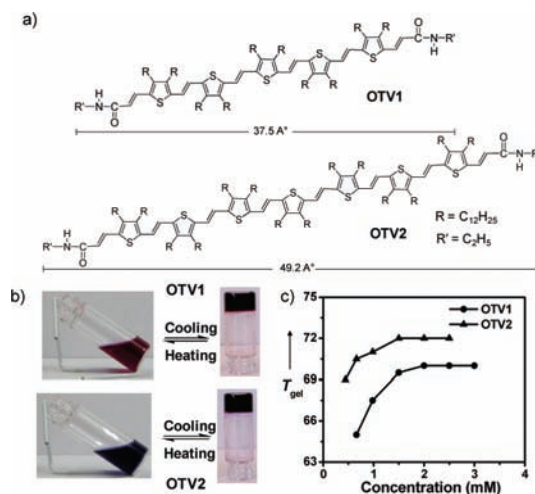 a)
R R R R R R O
N R'
H
S S S S S
H
R' N
O
R R R R
OTV1
37.5 A°
R R R R R R R R O
N R'
H
S S S S S S S
H
R' N
O
R R R R R R
OTV2
R = C12H25
R' = C2H5
49.2 A°
b)
OTV1
Cooling
Heating
Cooling
Heating
OTV2
c)
75
72
69
66
63
Tgel
OTV1
OTV2
0 1 2 3 4
Concentration (mM)